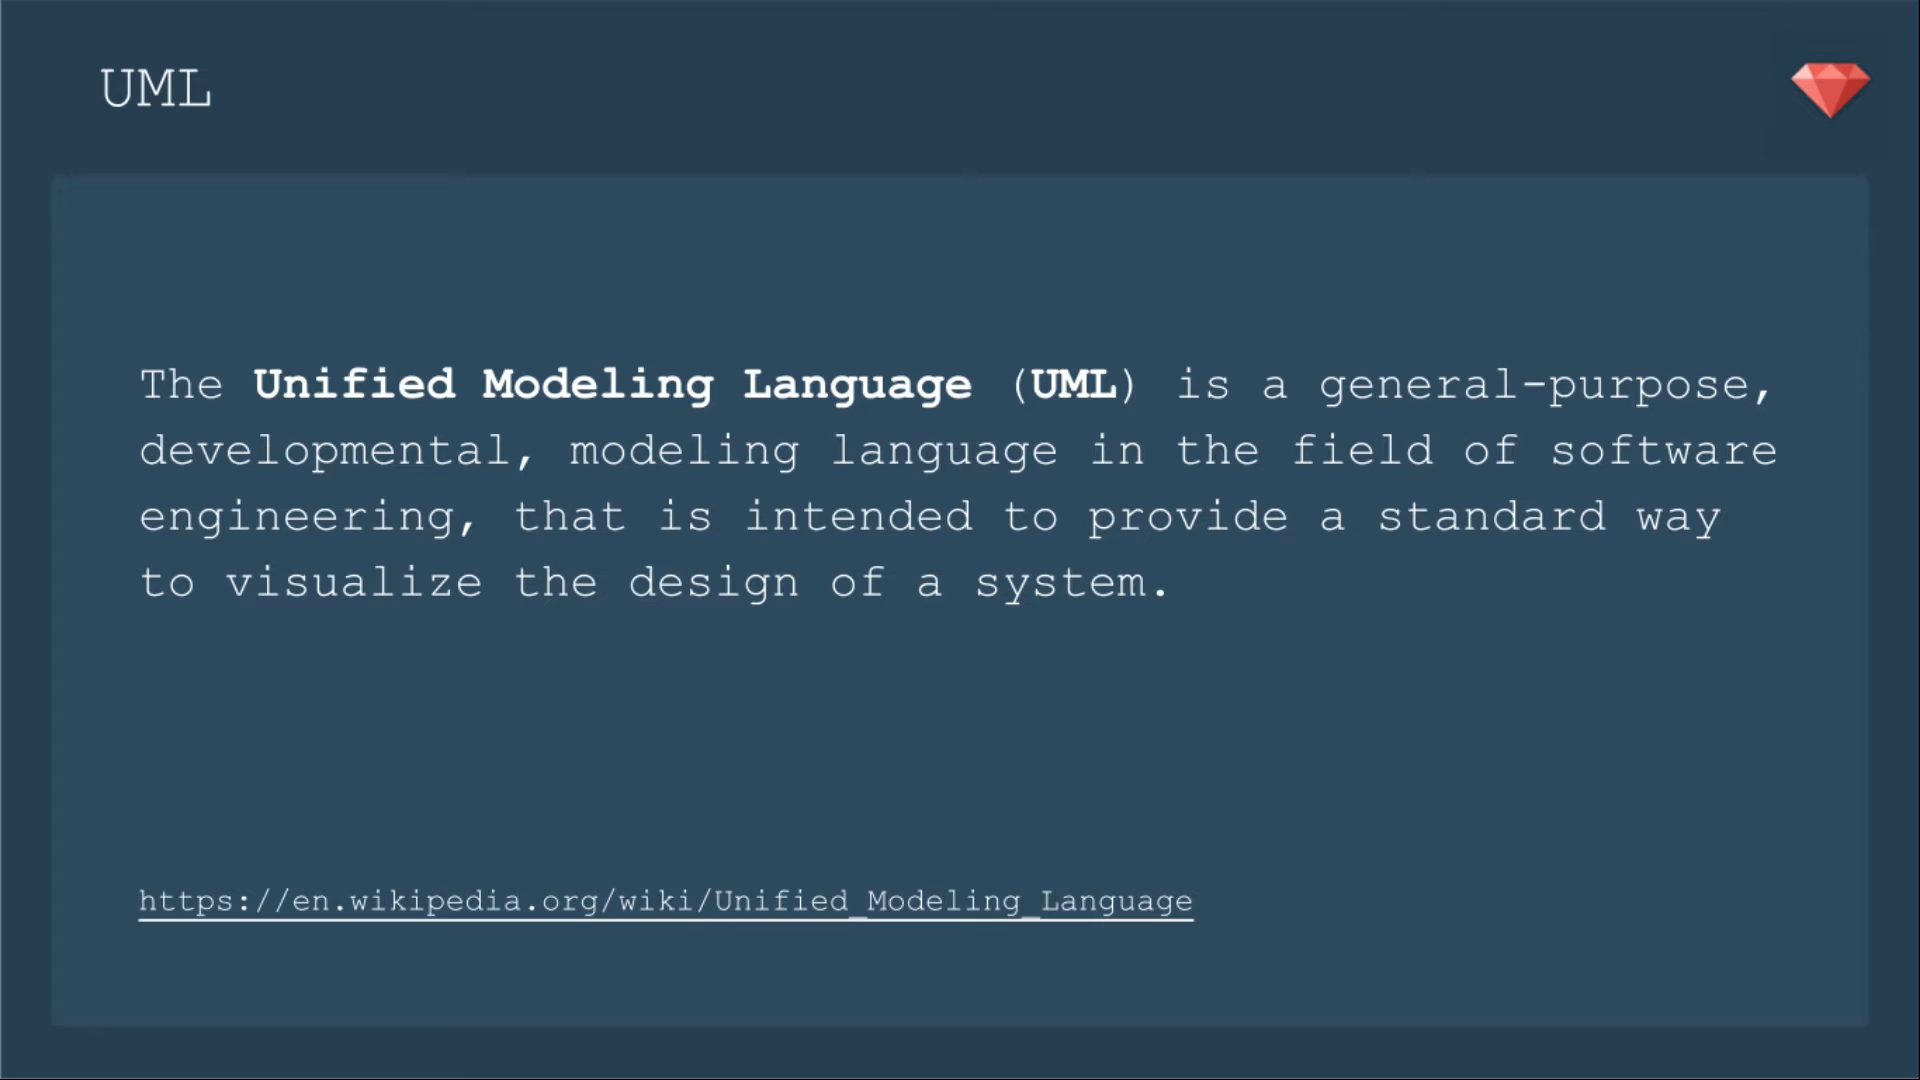 UML
The Unified Modeling Language (UML) is a general-purpose,
developmental, modeling language in the field of software
engineering, that is intended to provide a standard way
to visualize the design of a system.
https://en.wikipedia.org/wiki/Unified_Modeling_Language